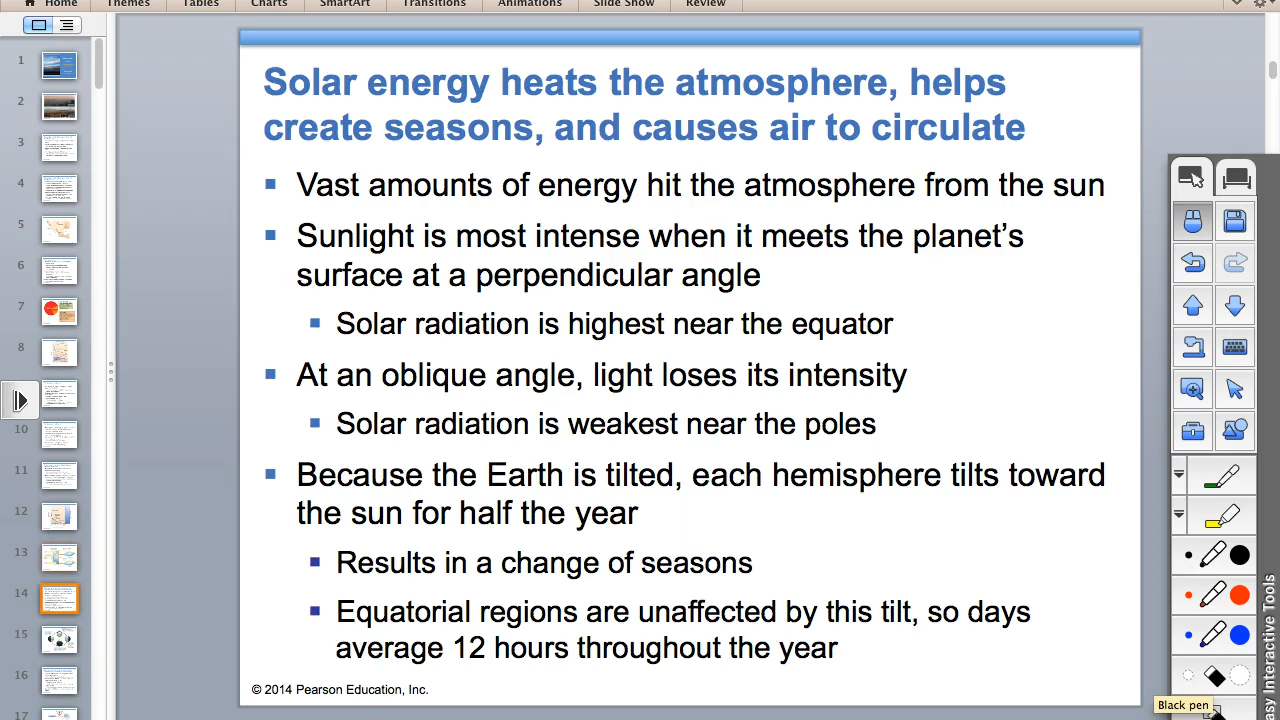 Home Themes Tables Charts SmartArt Transitions Animations Slide Show Review
Solar energy heats the atmosphere, helps
create seasons, and causes air to circulate
Vast amounts of energy hit the atmosphere from the sun
Sunlight is most intense when it meets the planet’s
surface at a perpendicular angle
Solar radiation is highest near the equator
At an oblique angle, light loses its intensity
Solar radiation is weakest near the poles
Because the Earth is tilted, each hemisphere tilts toward
the sun for half the year
Results in a change of seasons
Equatorial regions are unaffected by this tilt, so days
average 12 hours throughout the year
© 2014 Pearson Education, Inc.
1
2
3
4
5
6
7
8
10
11
12
13
14
15
16
17
Interactive Tools
Black pen